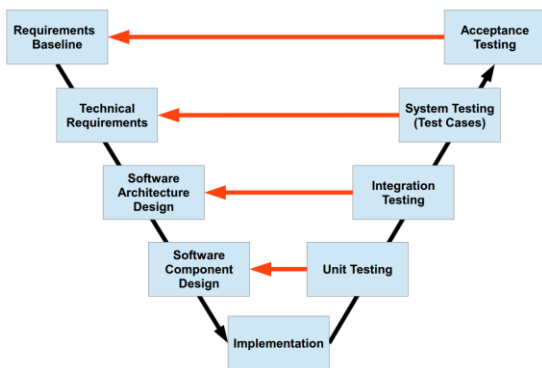 Requirements
Baseline
Acceptance
Testing
Technical
Requirements
System Testing
(Test Cases)
Software
Architecture
Design
Integration
Testing
Software
Component
Design
Unit Testing
Implementation